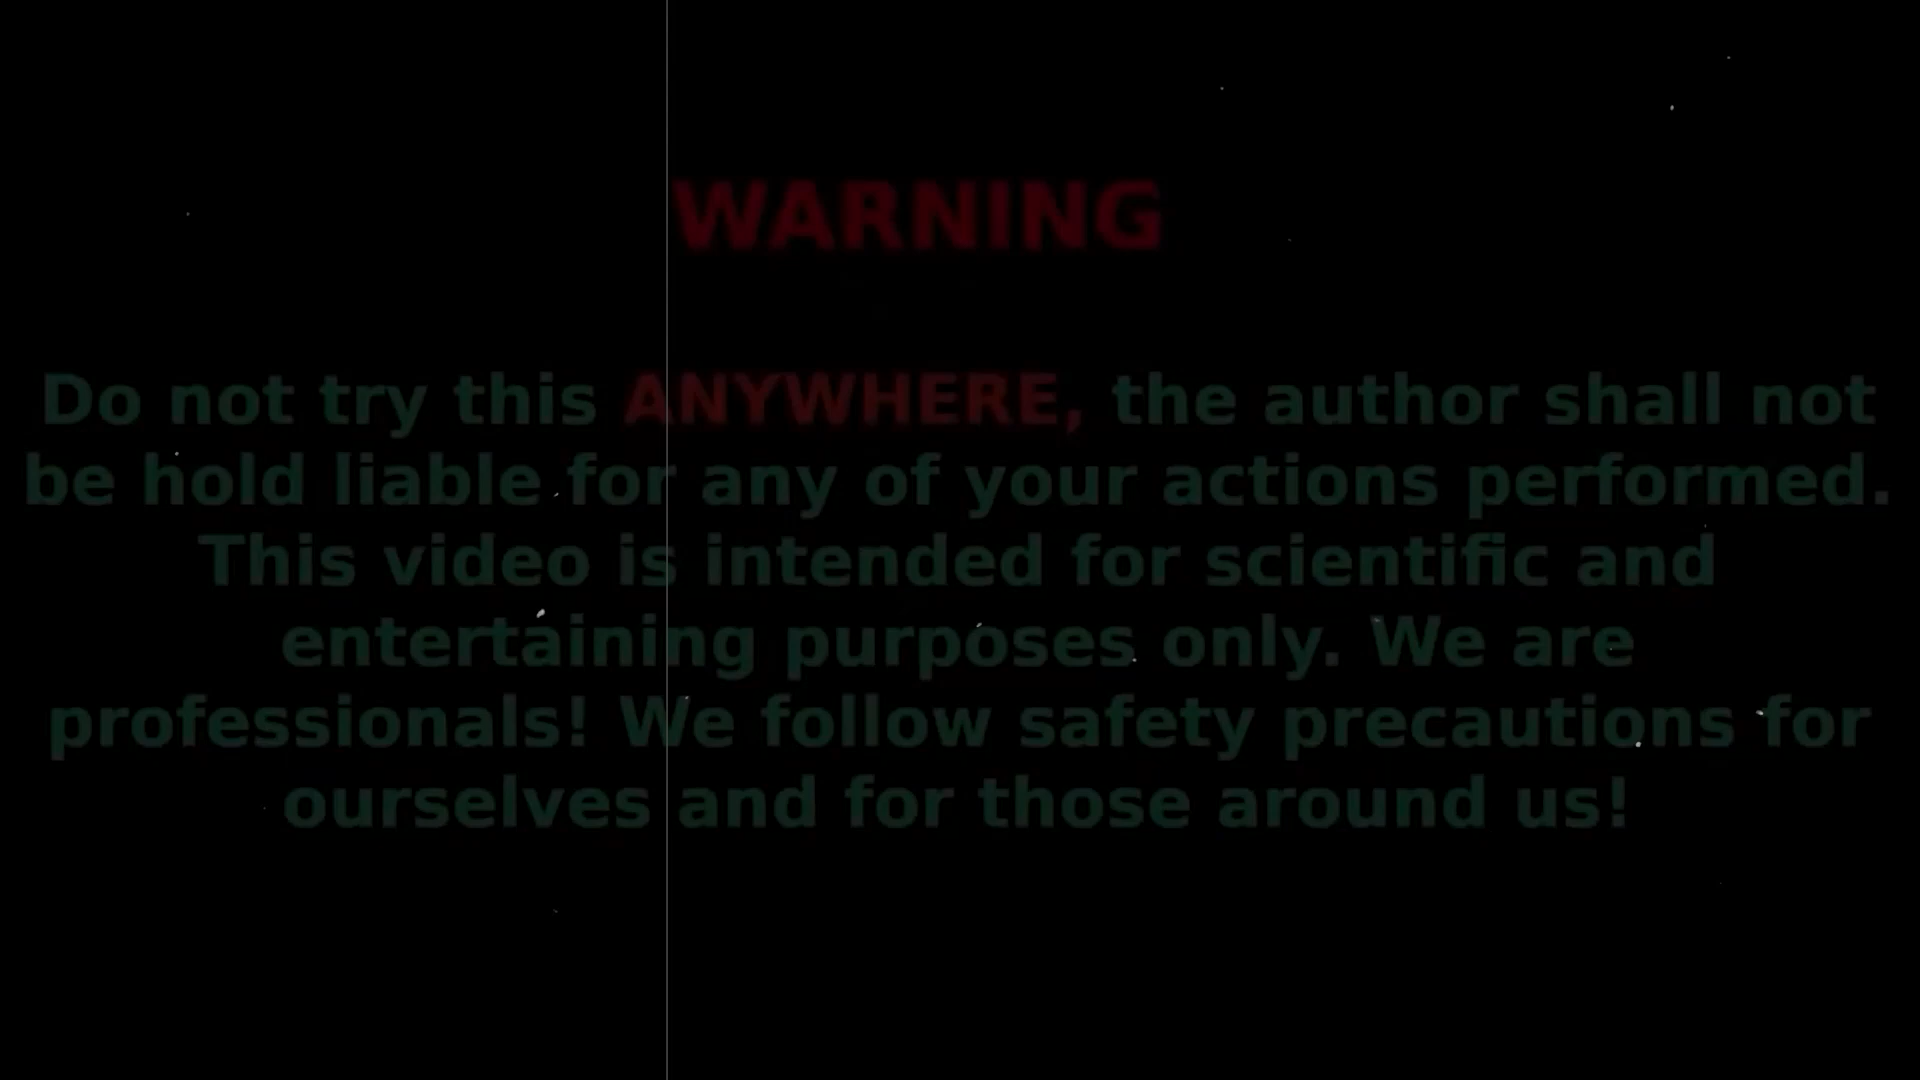 WARNING
Do not try this ANYWHERE, the author shall not
be hold liable for any of your actions performed.
This video is intended for scientific and
entertaining purposes only. We are
professionals! We follow safety precautions for
ourselves and for those around us!